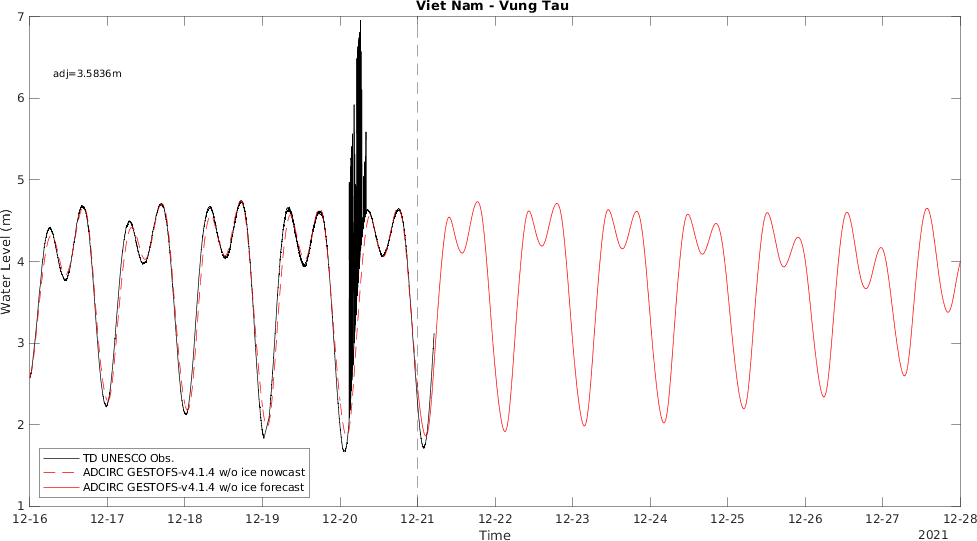 Viet Nam - Vung Tau
adj=3.5836m
7
6
5
4
3
2
1
Water Level (m)
TD UNESCO Obs.
ADCIRC GESTOFS-v4.1.4 w/o ice nowcast
ADCIRC GESTOFS-v4.1.4 w/o ice forecast
12-16 12-17 12-18 12-19 12-20 12-21 12-22 12-23 12-24 12-25 12-26 12-27 12-28
Time
2021